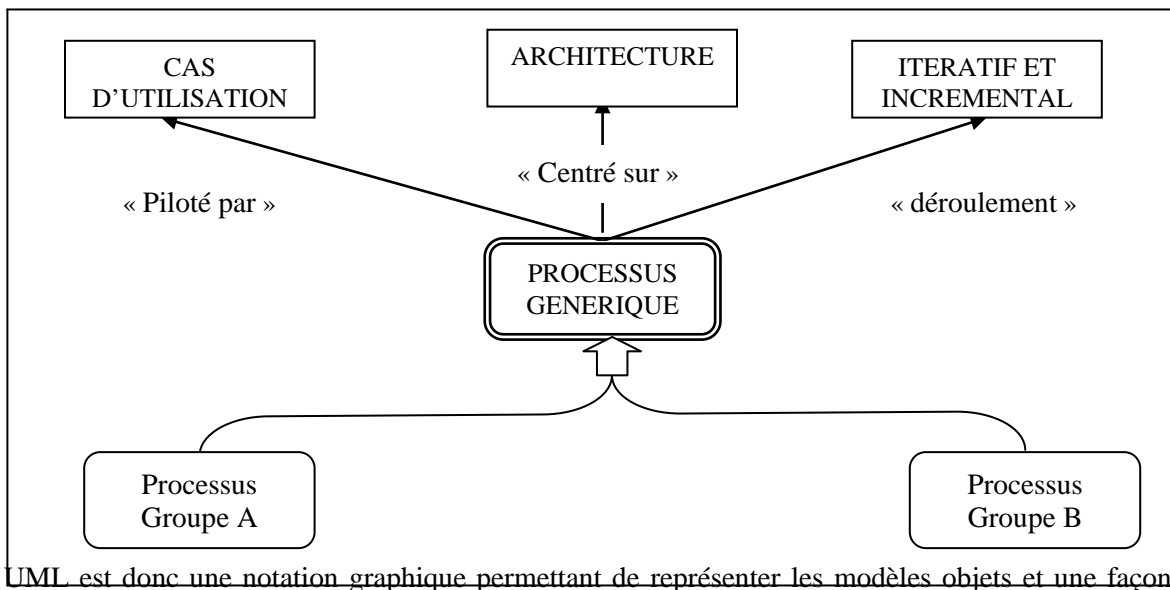 CAS
D'UTILISATION
ARCHITECTURE
ITERATIF ET
INCREMENTAL
« Piloté par »
« Centré sur »
« déroulement »
PROCESSUS
GENERIQUE
Processus
Groupe A
Processus
Groupe B
UML est donc une notation graphique permettant de représenter les modèles objets et une façon